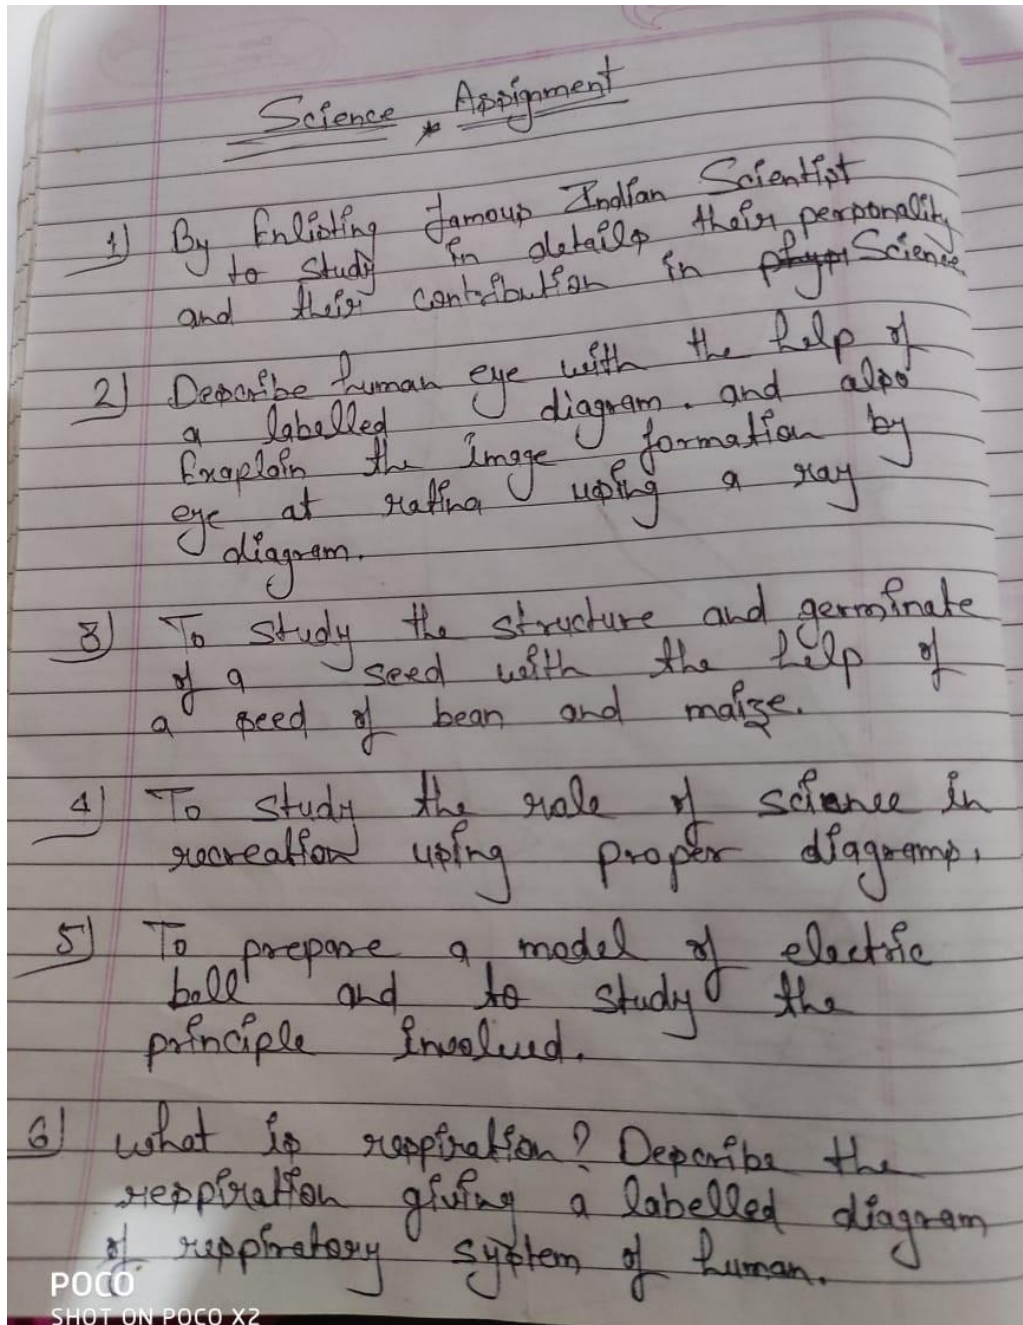 Science Assignment
1) By Enlisting famous Indian Scientist
to study in details their personality
and their contribution in Science
2) Describe human eye with the help of
a labelled diagram. and also
Exaplain the image formation by
eye at ratina using a ray
diagram.
3) To study the structure and germinate
of a seed with the help of
a seed of bean and maize.
4) To study the role of science in
recreation using proper diagrams.
5) To prepare a model of electric
bell and to study the
principle involved.
6) What is respiration? Describe the
respiration giving a labelled diagram
of respiratory system of human.
POCO
SHOT ON POCO X2